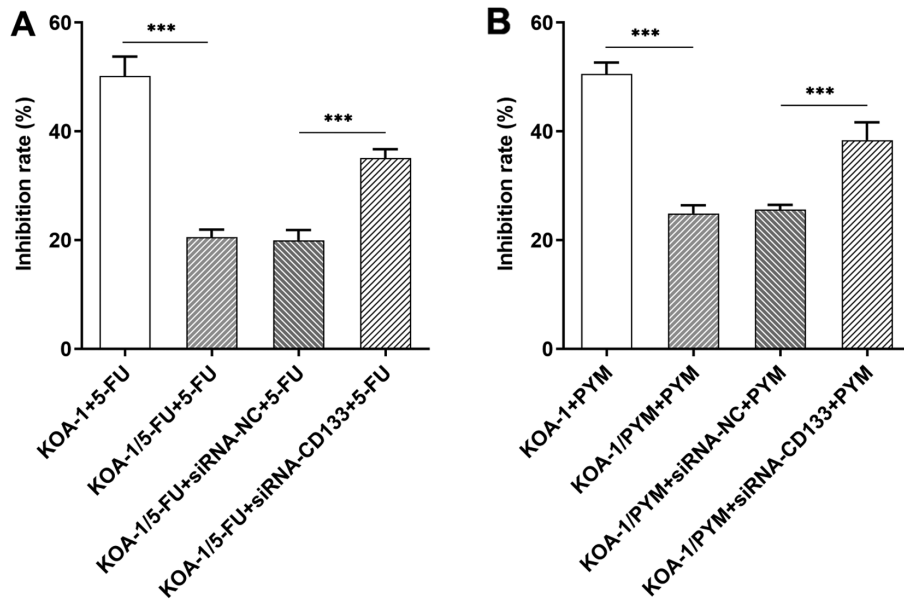 A
Inhibition rate (%)
60
40
20
0
***
***
KOA-1+5-FU
KOA-1/5-FU+5-FU
KOA-1/5-FU+siRNA-NC+5-FU
KOA-1/5-FU+siRNA-CD133+5-FU
B
Inhibition rate (%)
60
40
20
0
***
***
KOA-1+PYM
KOA-1/PYM+PYM
KOA-1/PYM+siRNA-NC+PYM
KOA-1/PYM+siRNA-CD133+PYM